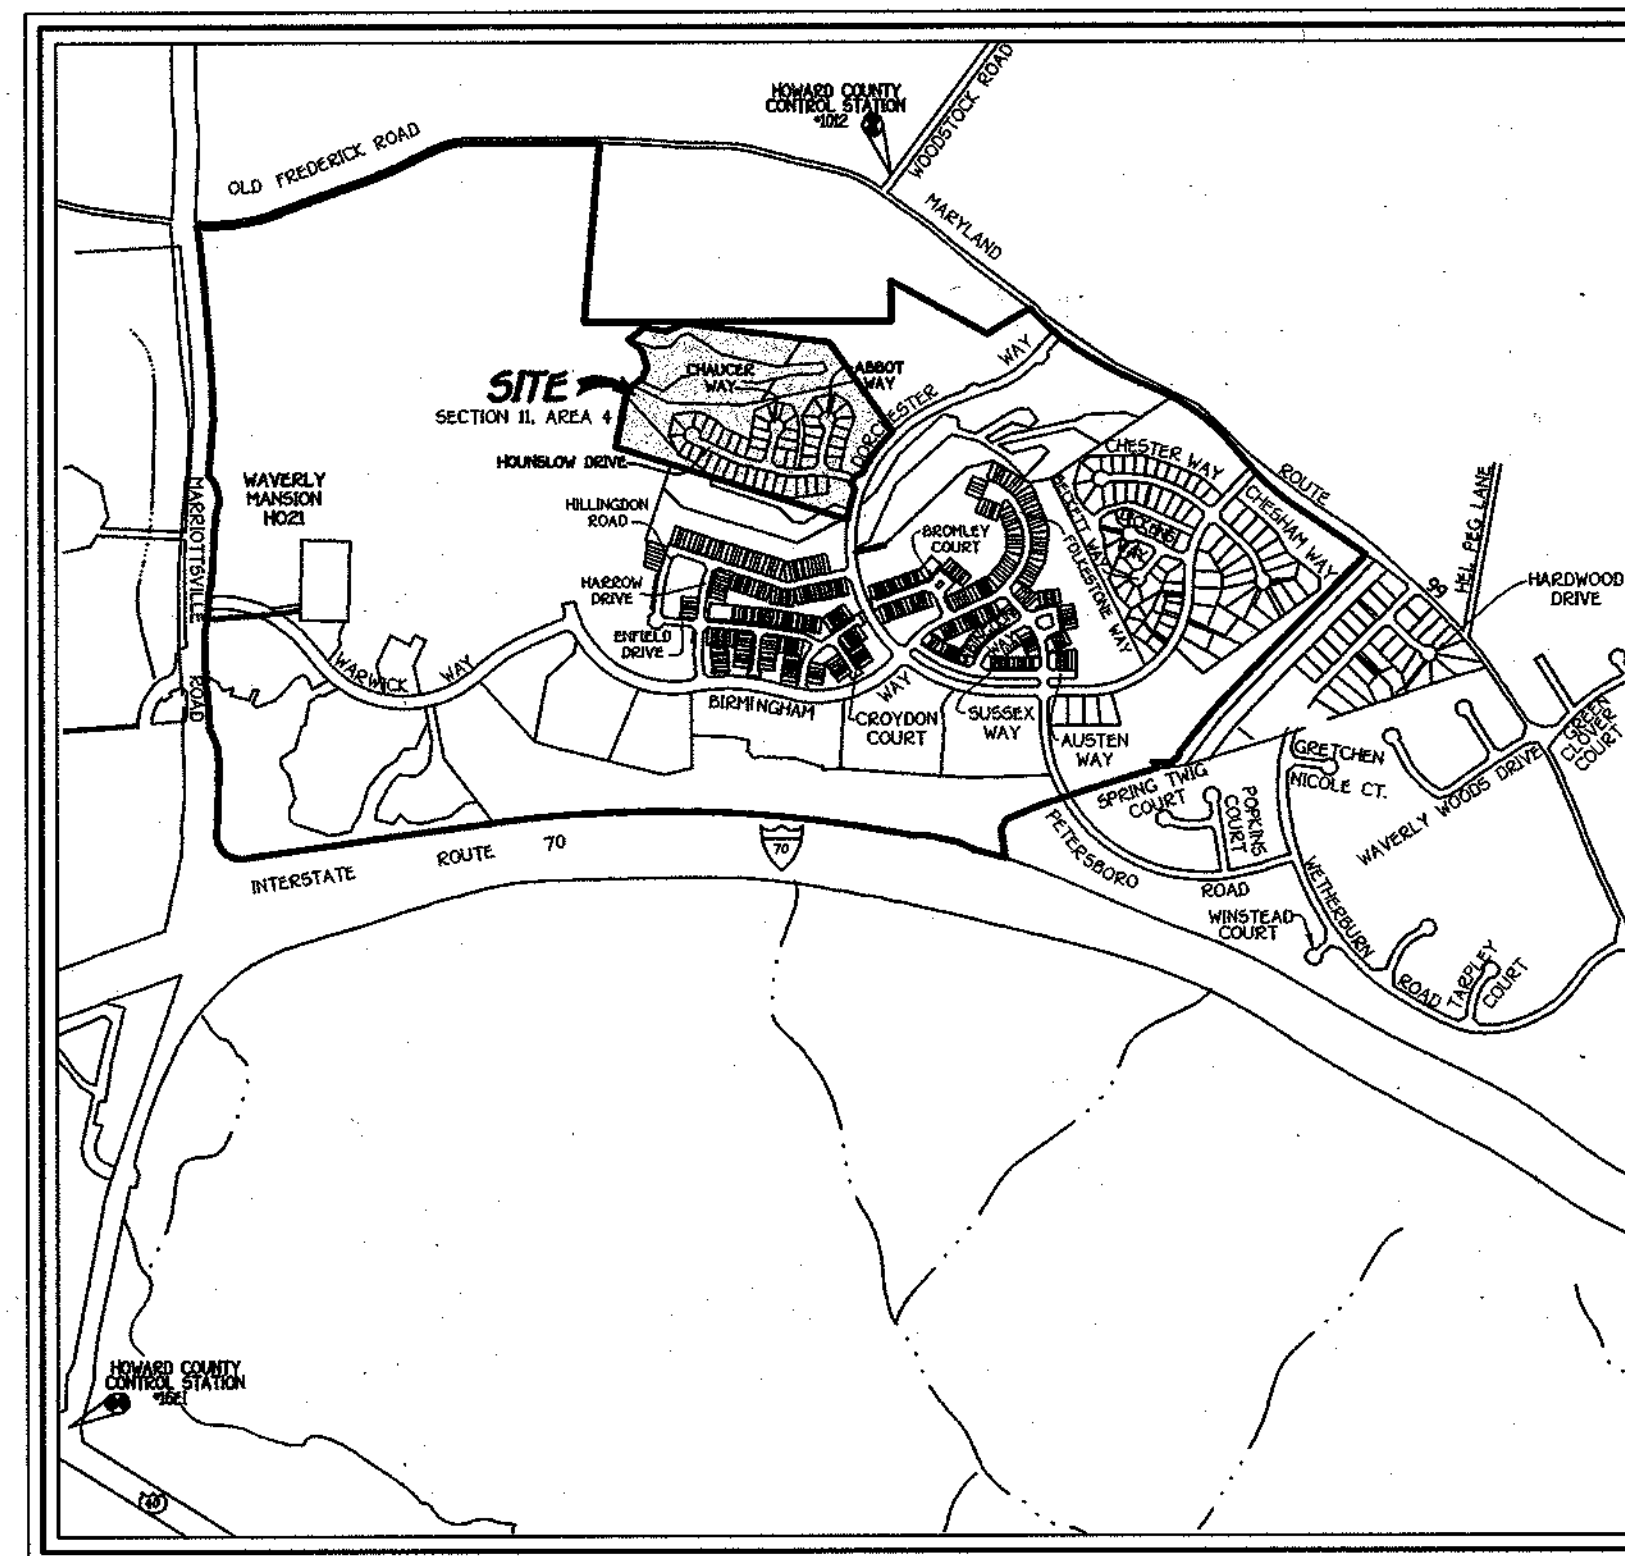 HOWARD COUNTY
CONTROL STATION
WOODSTOCK ROAD
OLD FREDERICK ROAD
MARYLAND
WAY
CHAUCER
WAY
ABBOT
WAY
SITE
SECTION 11, AREA 4
DORCHESTER
HOUNSLOW DRIVE
CHESTER WAY
ROUTE
99
WAVERLY
MANSION
HO21
HILLINGDON
ROAD
BECKETT WAY
CHESHAM WAY
BROMLEY
COURT
FOLKESTONE WAY
MARRIOTTSVILLE
ROAD
HARROW
DRIVE
HARDWOOD
DRIVE
ENFIELD
DRIVE
WAY
WARWICK WAY
BIRMINGHAM
WAY
CROYDON
COURT
SUSSEX
WAY
AUSTEN
WAY
GREEN
CLOVER
COURT
GRETCHEN
NICOLE CT.
SPRING TWIG
COURT
POPKINS
COURT
WAVERLY WOODS DRIVE
PETERSBORO
ROAD
INTERSTATE ROUTE 70
70
WETHERBURN
ROAD
WINSTEAD
COURT
TARPLEY
COURT
HOWARD COUNTY
CONTROL STATION
40